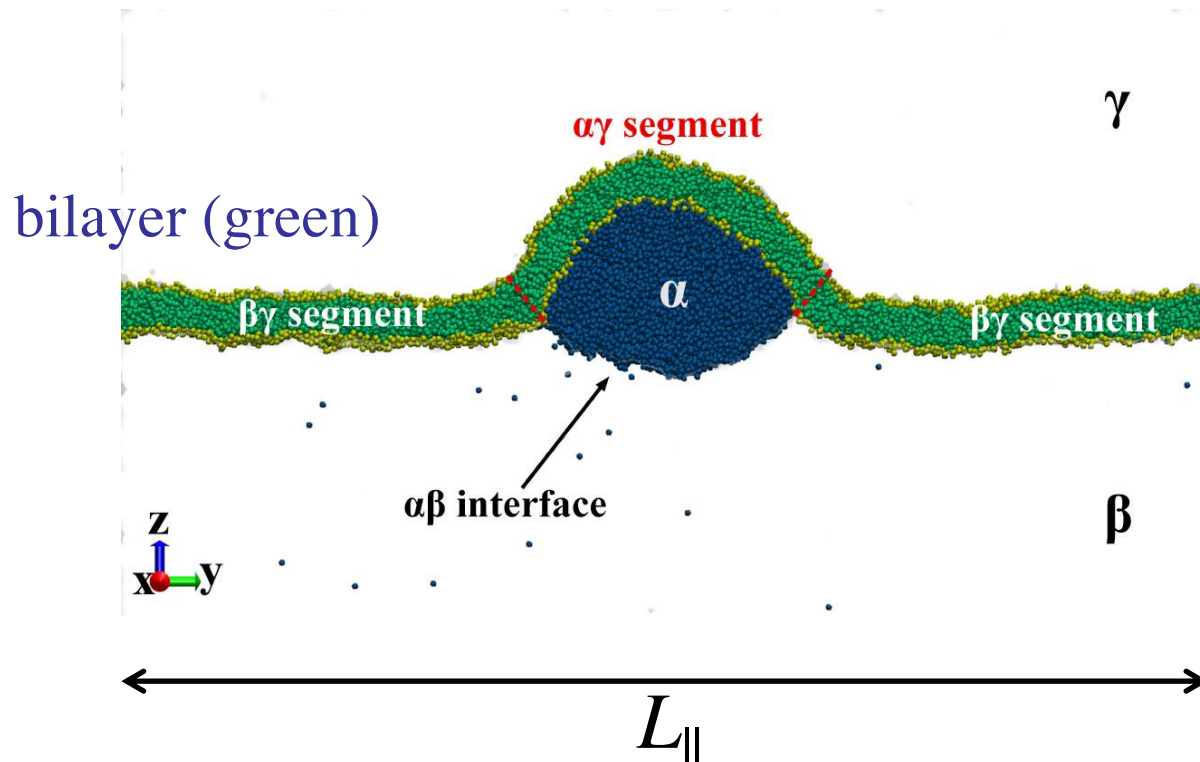 γ
αγ segment
bilayer (green)
α
βγ segment
βγ segment
αβ interface
β
z
x
y
L||